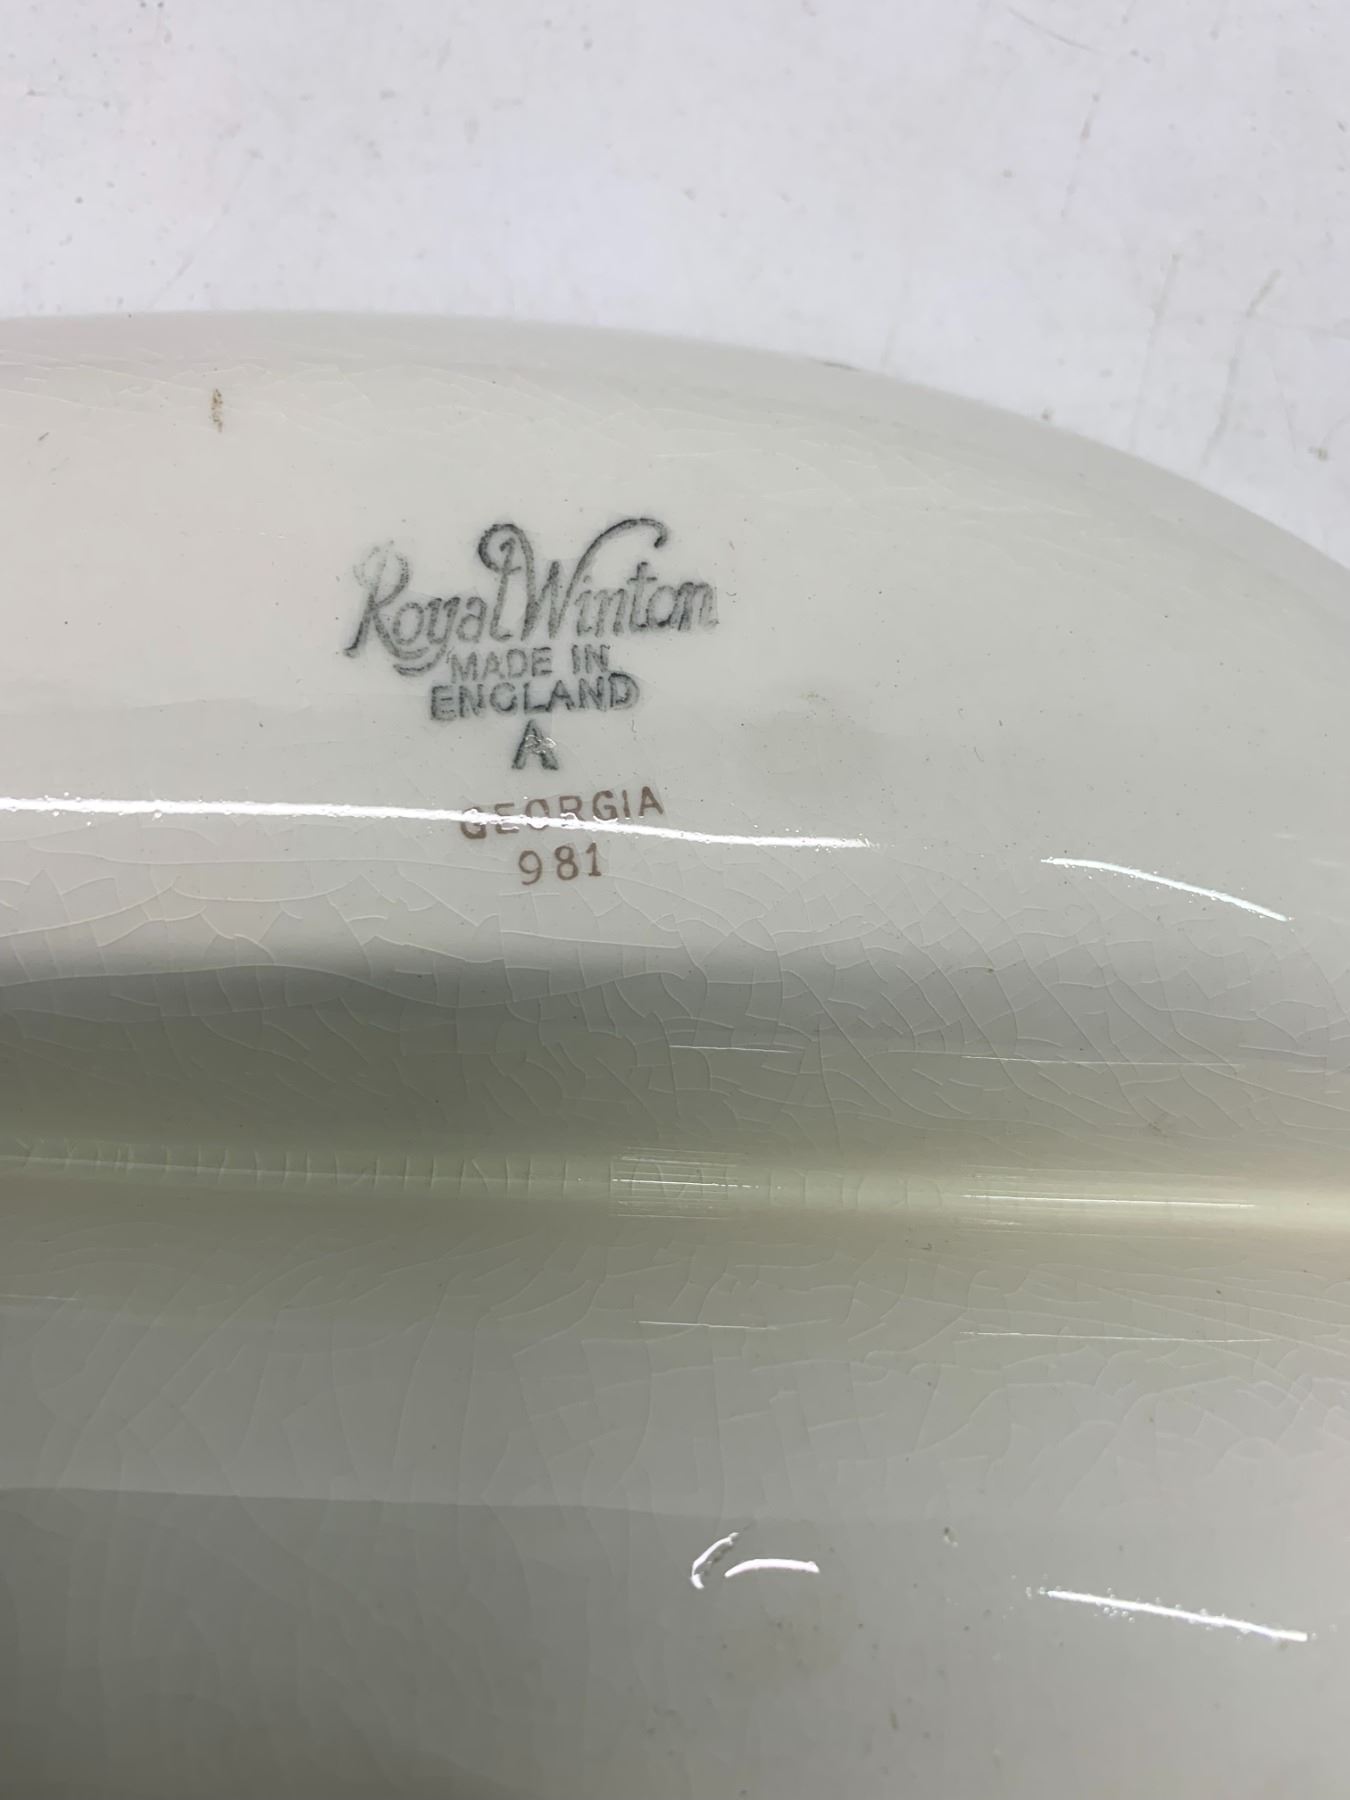 Royal Winton
MADE IN
ENGLAND
A
GEORGIA
981